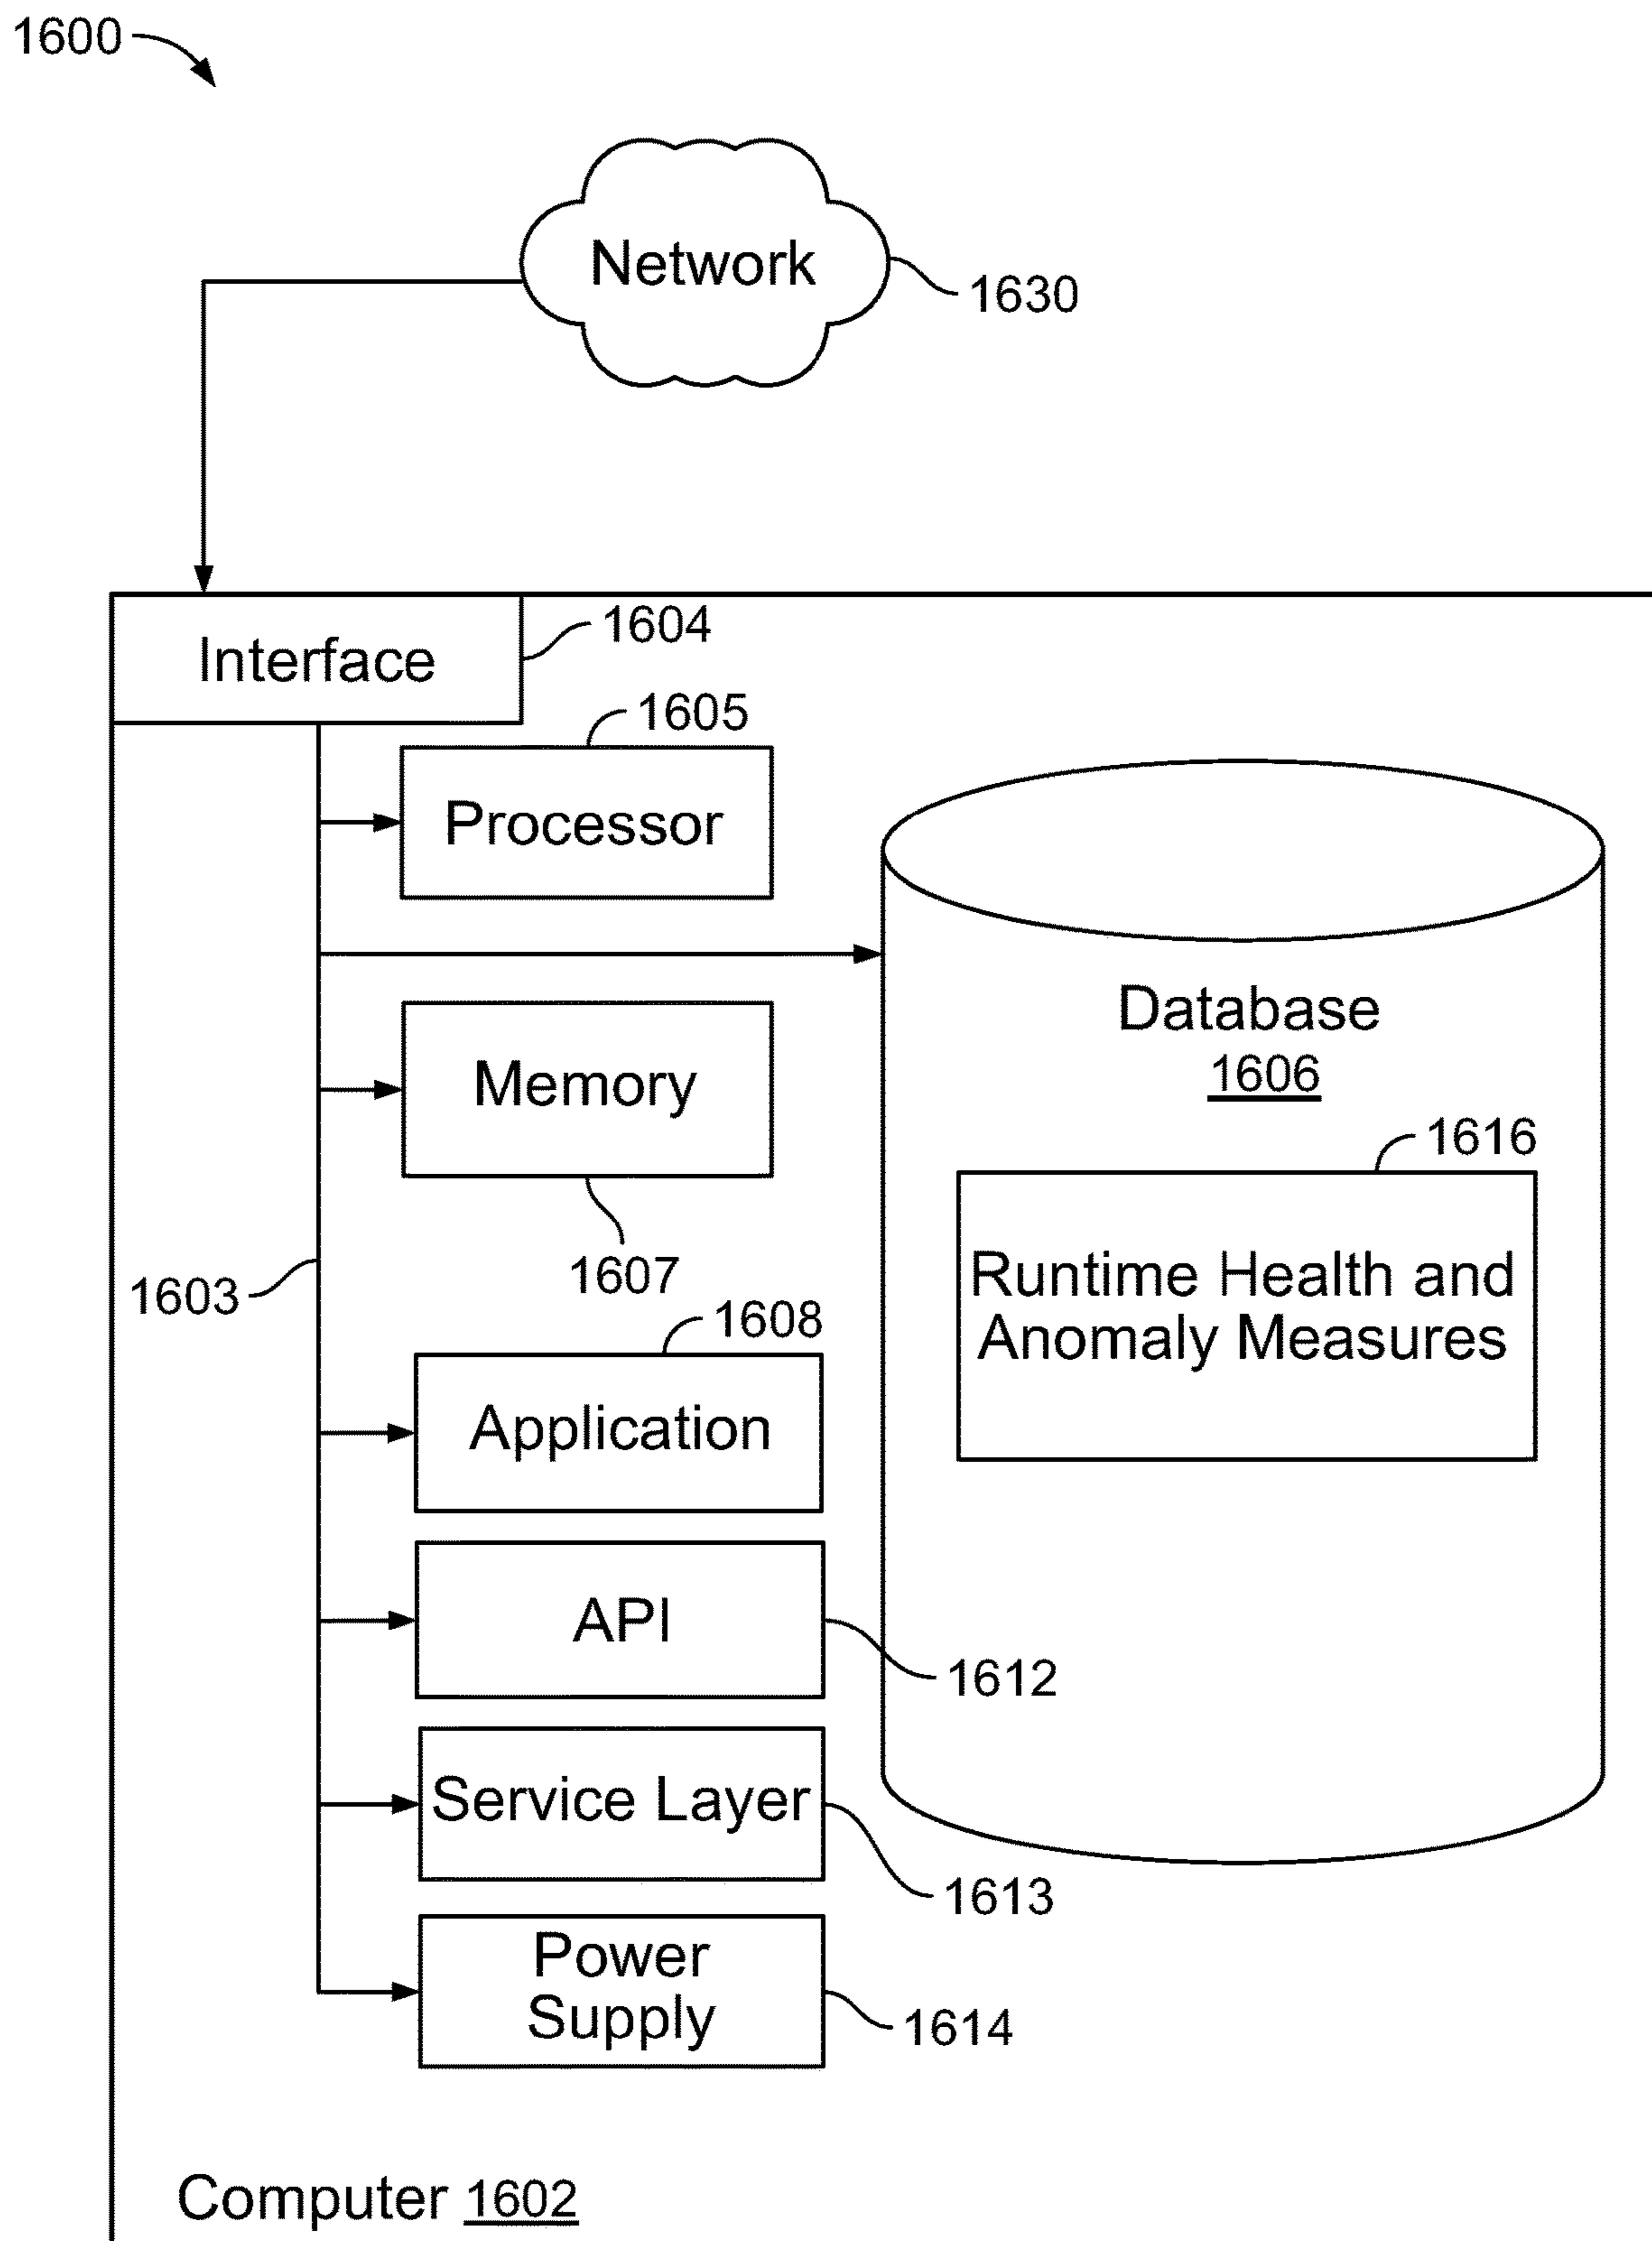 1600
Network
1630
Interface
1604
1605
Processor
Database
1606
Memory
1607
1616
Runtime Health and
Anomaly Measures
1603
1608
Application
API
1612
Service Layer
1613
Power
Supply
1614
Computer 1602